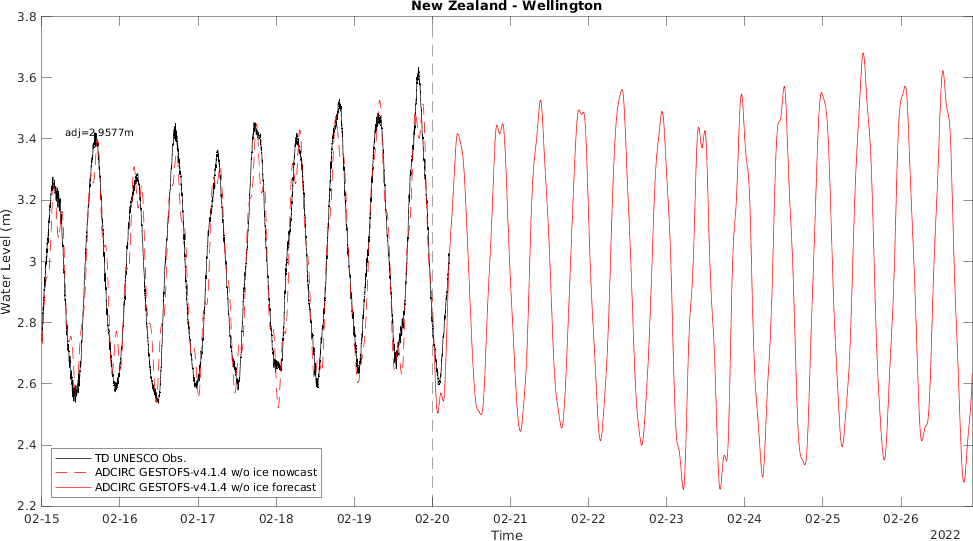 New Zealand - Wellington
3.8
3.6
3.4
3.2
3
2.8
2.6
2.4
2.2
Water Level (m)
adj=2.9577m
TD UNESCO Obs.
ADCIRC GESTOFS-v4.1.4 w/o ice nowcast
ADCIRC GESTOFS-v4.1.4 w/o ice forecast
02-15 02-16 02-17 02-18 02-19 02-20 02-21 02-22 02-23 02-24 02-25 02-26
Time
2022